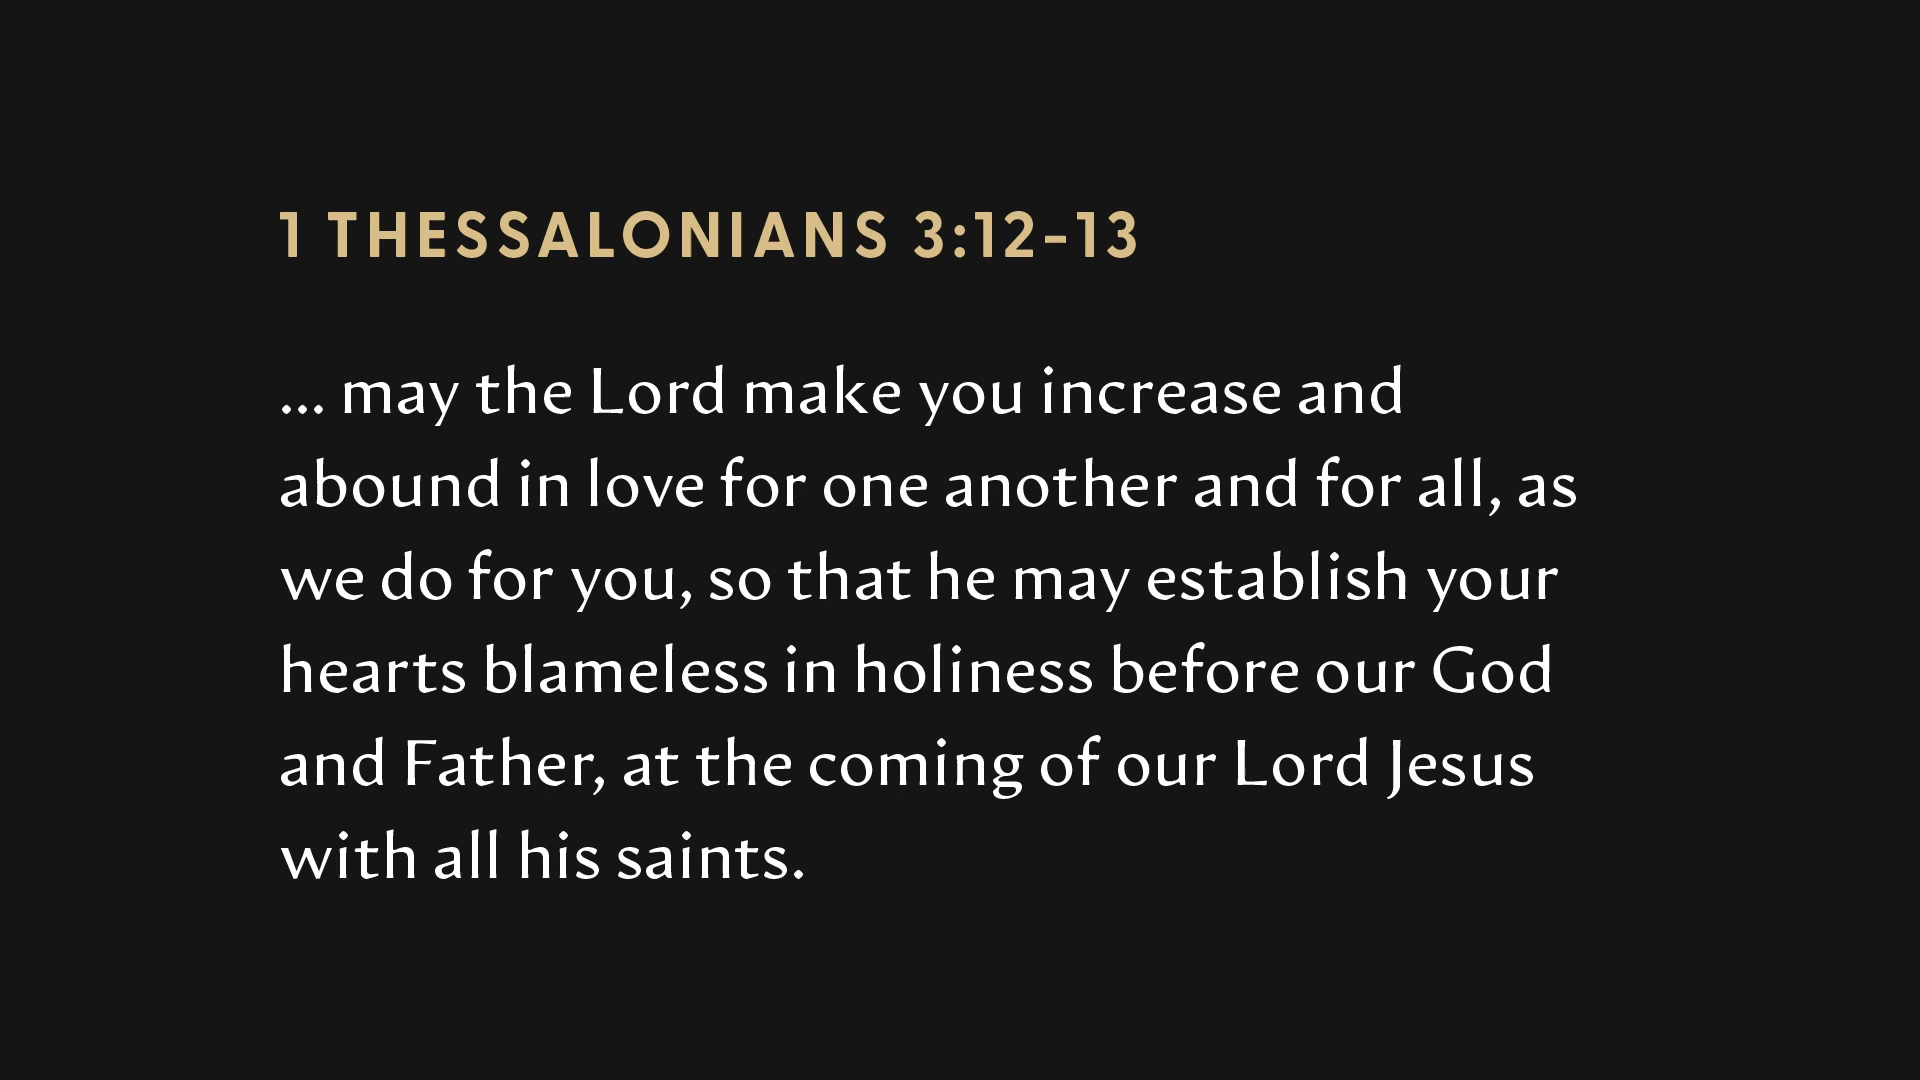 1 THESSALONIANS 3:12-13
... may the Lord make you increase and
abound in love for one another and for all, as
we do for you, so that he may establish your
hearts blameless in holiness before our God
and Father, at the coming of our Lord Jesus
with all his saints.